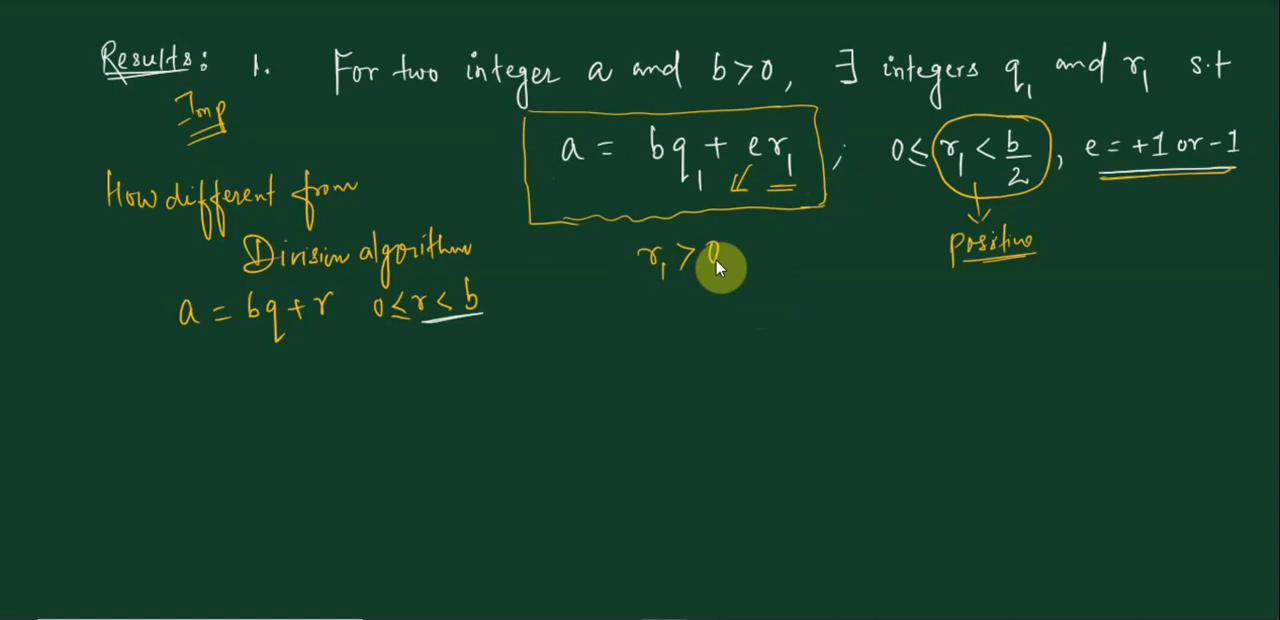 Results: 1. For two integer a and b>0, ∃ integers q₁ and r₁ s.t
Imp
a = bq₁ + er₁ ; 0 ≤ r₁ < b/2, e = +1 or -1
How different from
Division algorithm
r₁ > 0
positive
a = bq + r 0 ≤ r < b